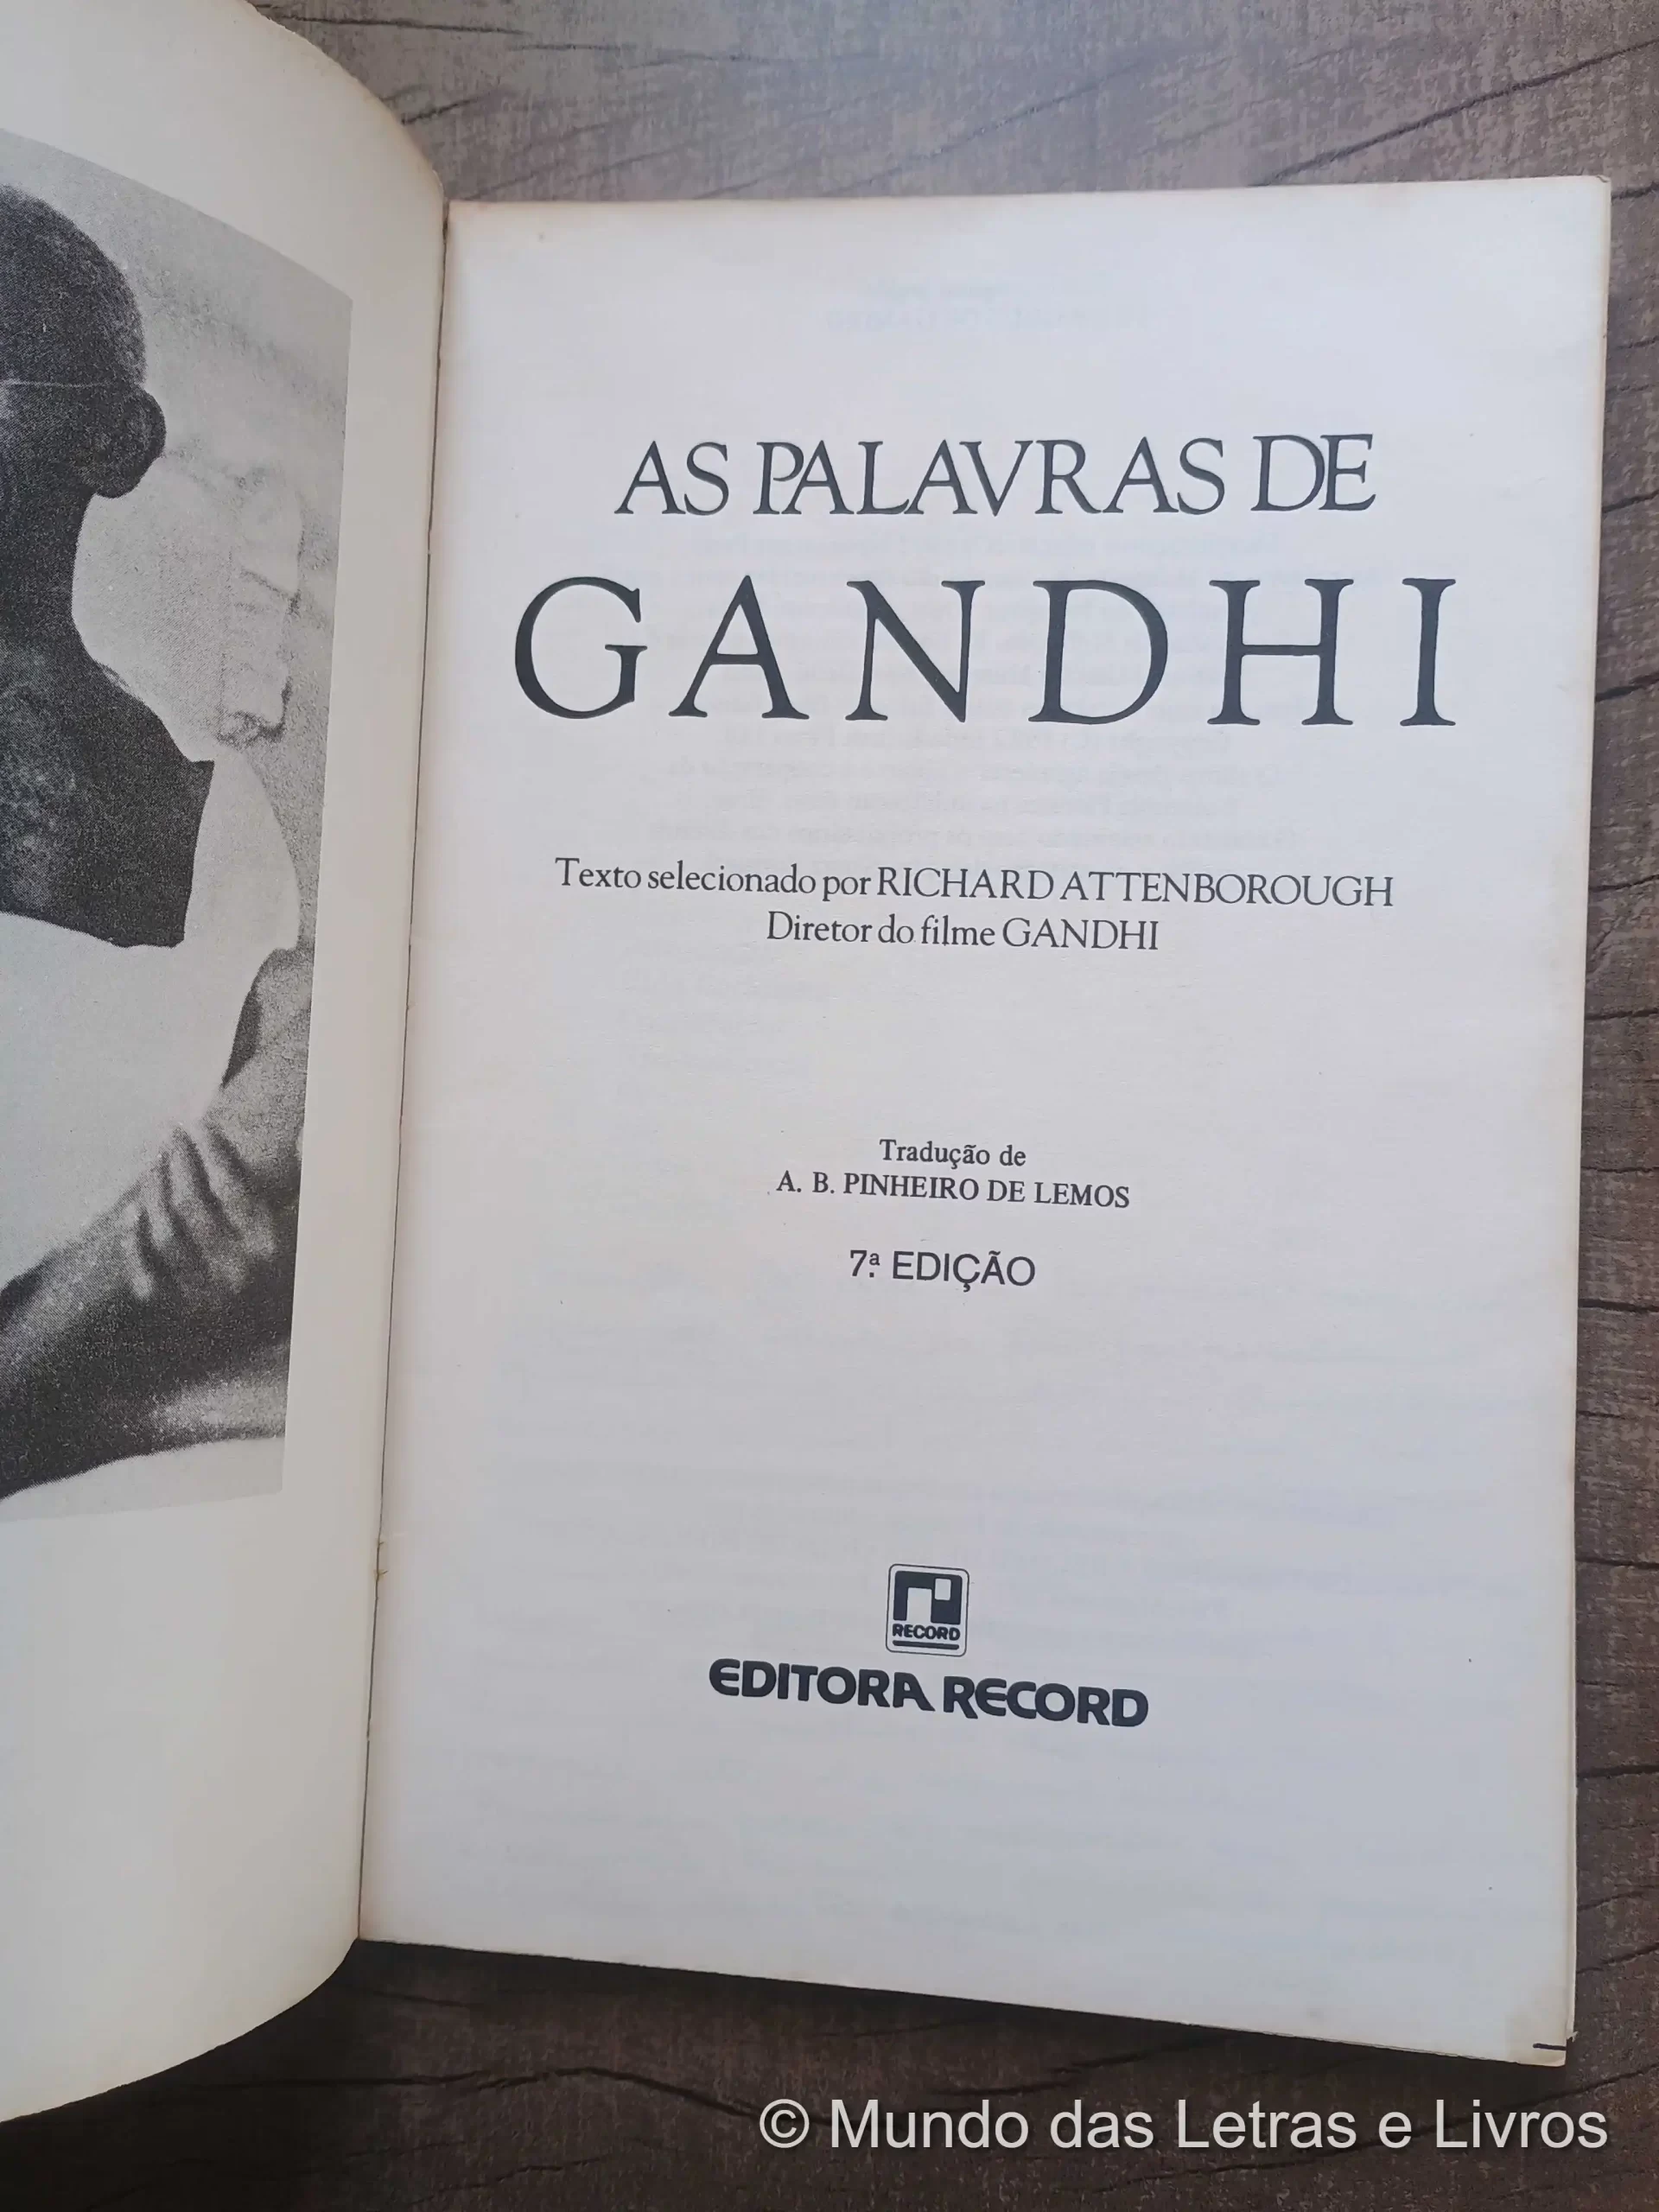 AS PALAVRAS DE
GANDHI
Texto selecionado por RICHARD ATTENBOROUGH
Diretor do filme GANDHI
Tradução de
A. B. PINHEIRO DE LEMOS
7ª EDIÇÃO
RECORD
EDITORA RECORD
© Mundo das Letras e Livros